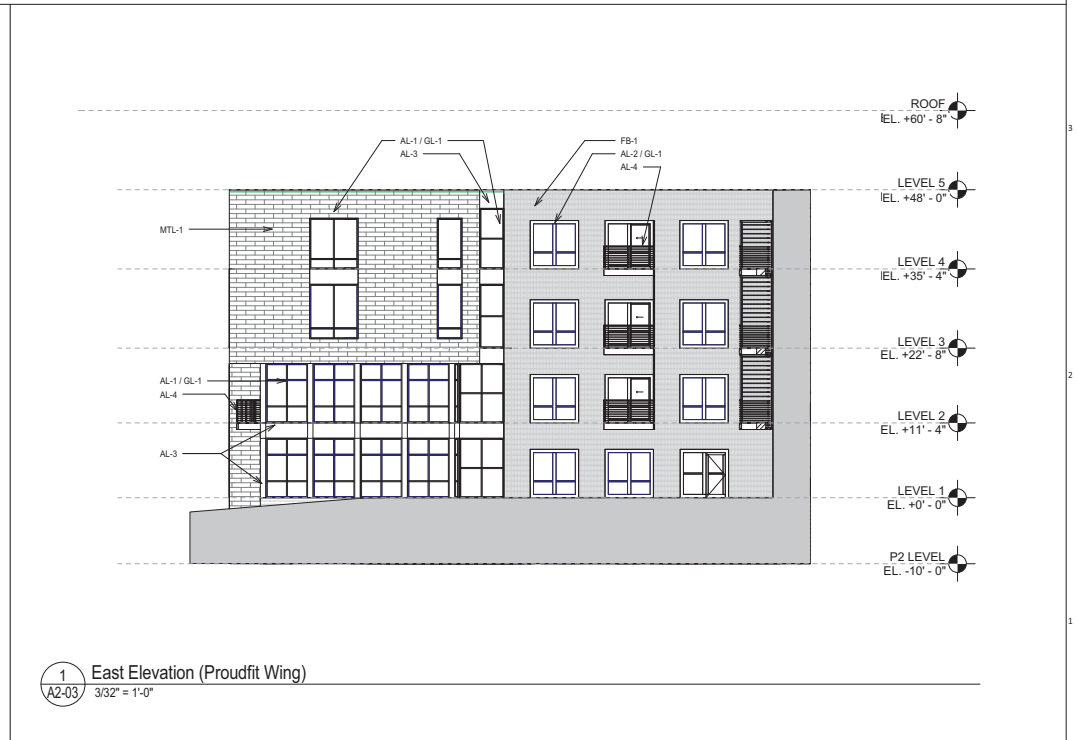 ROOF
EL. +60' - 8"
3
AL-1 / GL-1
AL-3
FB-1
AL-2 / GL-1
AL-4
LEVEL 5
EL. +48' - 0"
MTL-1
LEVEL 4
EL. +35' - 4"
LEVEL 3
EL. +22' - 8"
2
AL-1 / GL-1
AL-4
LEVEL 2
EL. +11' - 4"
AL-3
LEVEL 1
EL. +0' - 0"
P2 LEVEL
EL. -10' - 0"
1
1
East Elevation (Proudfit Wing)
A2-03
3/32" = 1'-0"